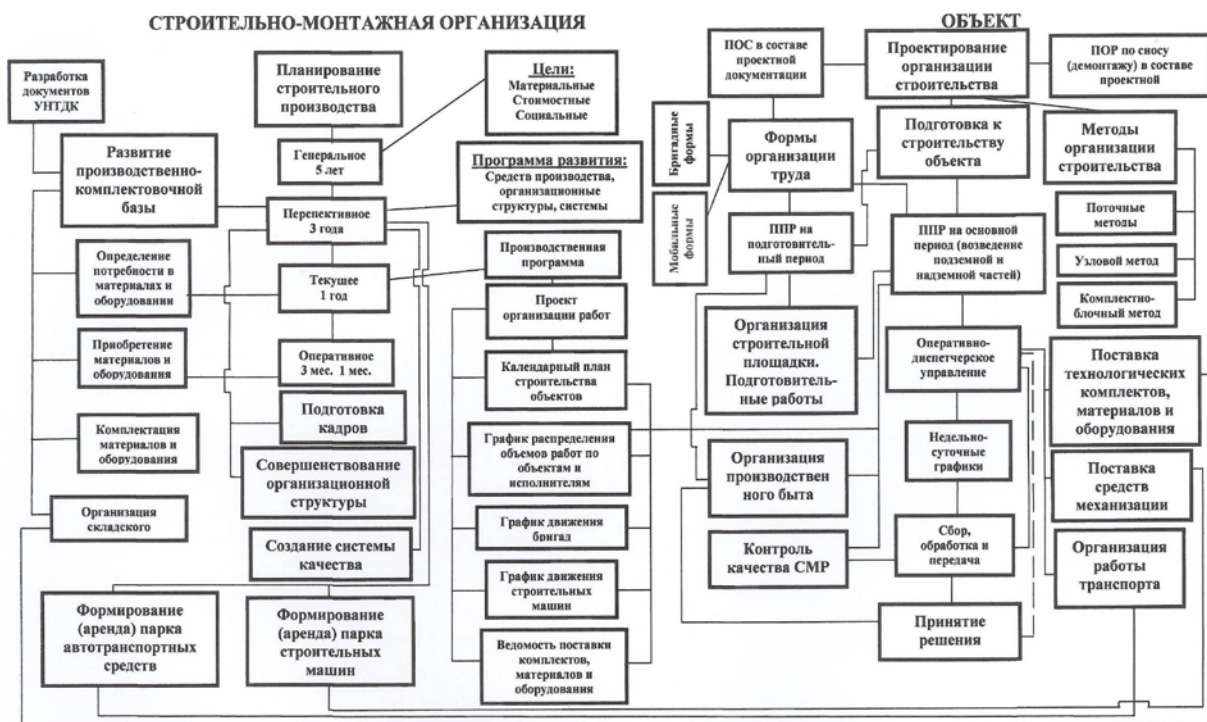 СТРОИТЕЛЬНО-МОНТАЖНАЯ ОРГАНИЗАЦИЯ
ОБЪЕКТ
Разработка
документов
УНТДК
Планирование
строительного
производства
Цели:
Материальные
Стоимостные
Социальные
Развитие
производственно-
комплектовочной
базы
Генеральное
5 лет
Программа развития:
Средств производства,
организационные
структуры, системы
Перспективное
3 года
Определение
потребности в
материалах и
оборудовании
Текущее
1 год
Производственная
программа
Проект
организации работ
Приобретение
материалов и
оборудования
Оперативное
3 мес. 1 мес.
Календарный план
строительства
объектов
Подготовка
кадров
Комплектация
материалов и
оборудования
Совершенствование
организационной
структуры
График распределения
объемов работ по
объектам и
исполнителям
Организация
складского
Создание системы
качества
График движения
бригад
График движения
строительных
машин
Формирование
(аренда) парка
автотранспортных
средств
Формирование
(аренда) парка
строительных
машин
Ведомость поставки
комплектов,
материалов и
оборудования
ПОС в составе
проектной
документации
Проектирование
организации
строительства
ПОР по сносу
(демонтажу) в составе
проектной
Бригадные
формы
Формы
организации
труда
Подготовка к
строительству
объекта
Методы
организации
строительства
Мобильные
формы
ППР на
подготовитель-
ный период
ППР на основной
период (возведение
подземной и
надземной частей)
Поточные
методы
Узловой метод
Комплектно-
блочный метод
Организация
строительной
площадки.
Подготовитель-
ные работы
Оперативно-
диспетчерское
управление
Поставка
технологических
комплектов,
материалов и
оборудования
Организация
производствен
ного быта
Недельно-
суточные
графики
Поставка
средств
механизации
Контроль
качества СМР
Сбор,
обработка и
передача
Организация
работы
транспорта
Принятие
решения